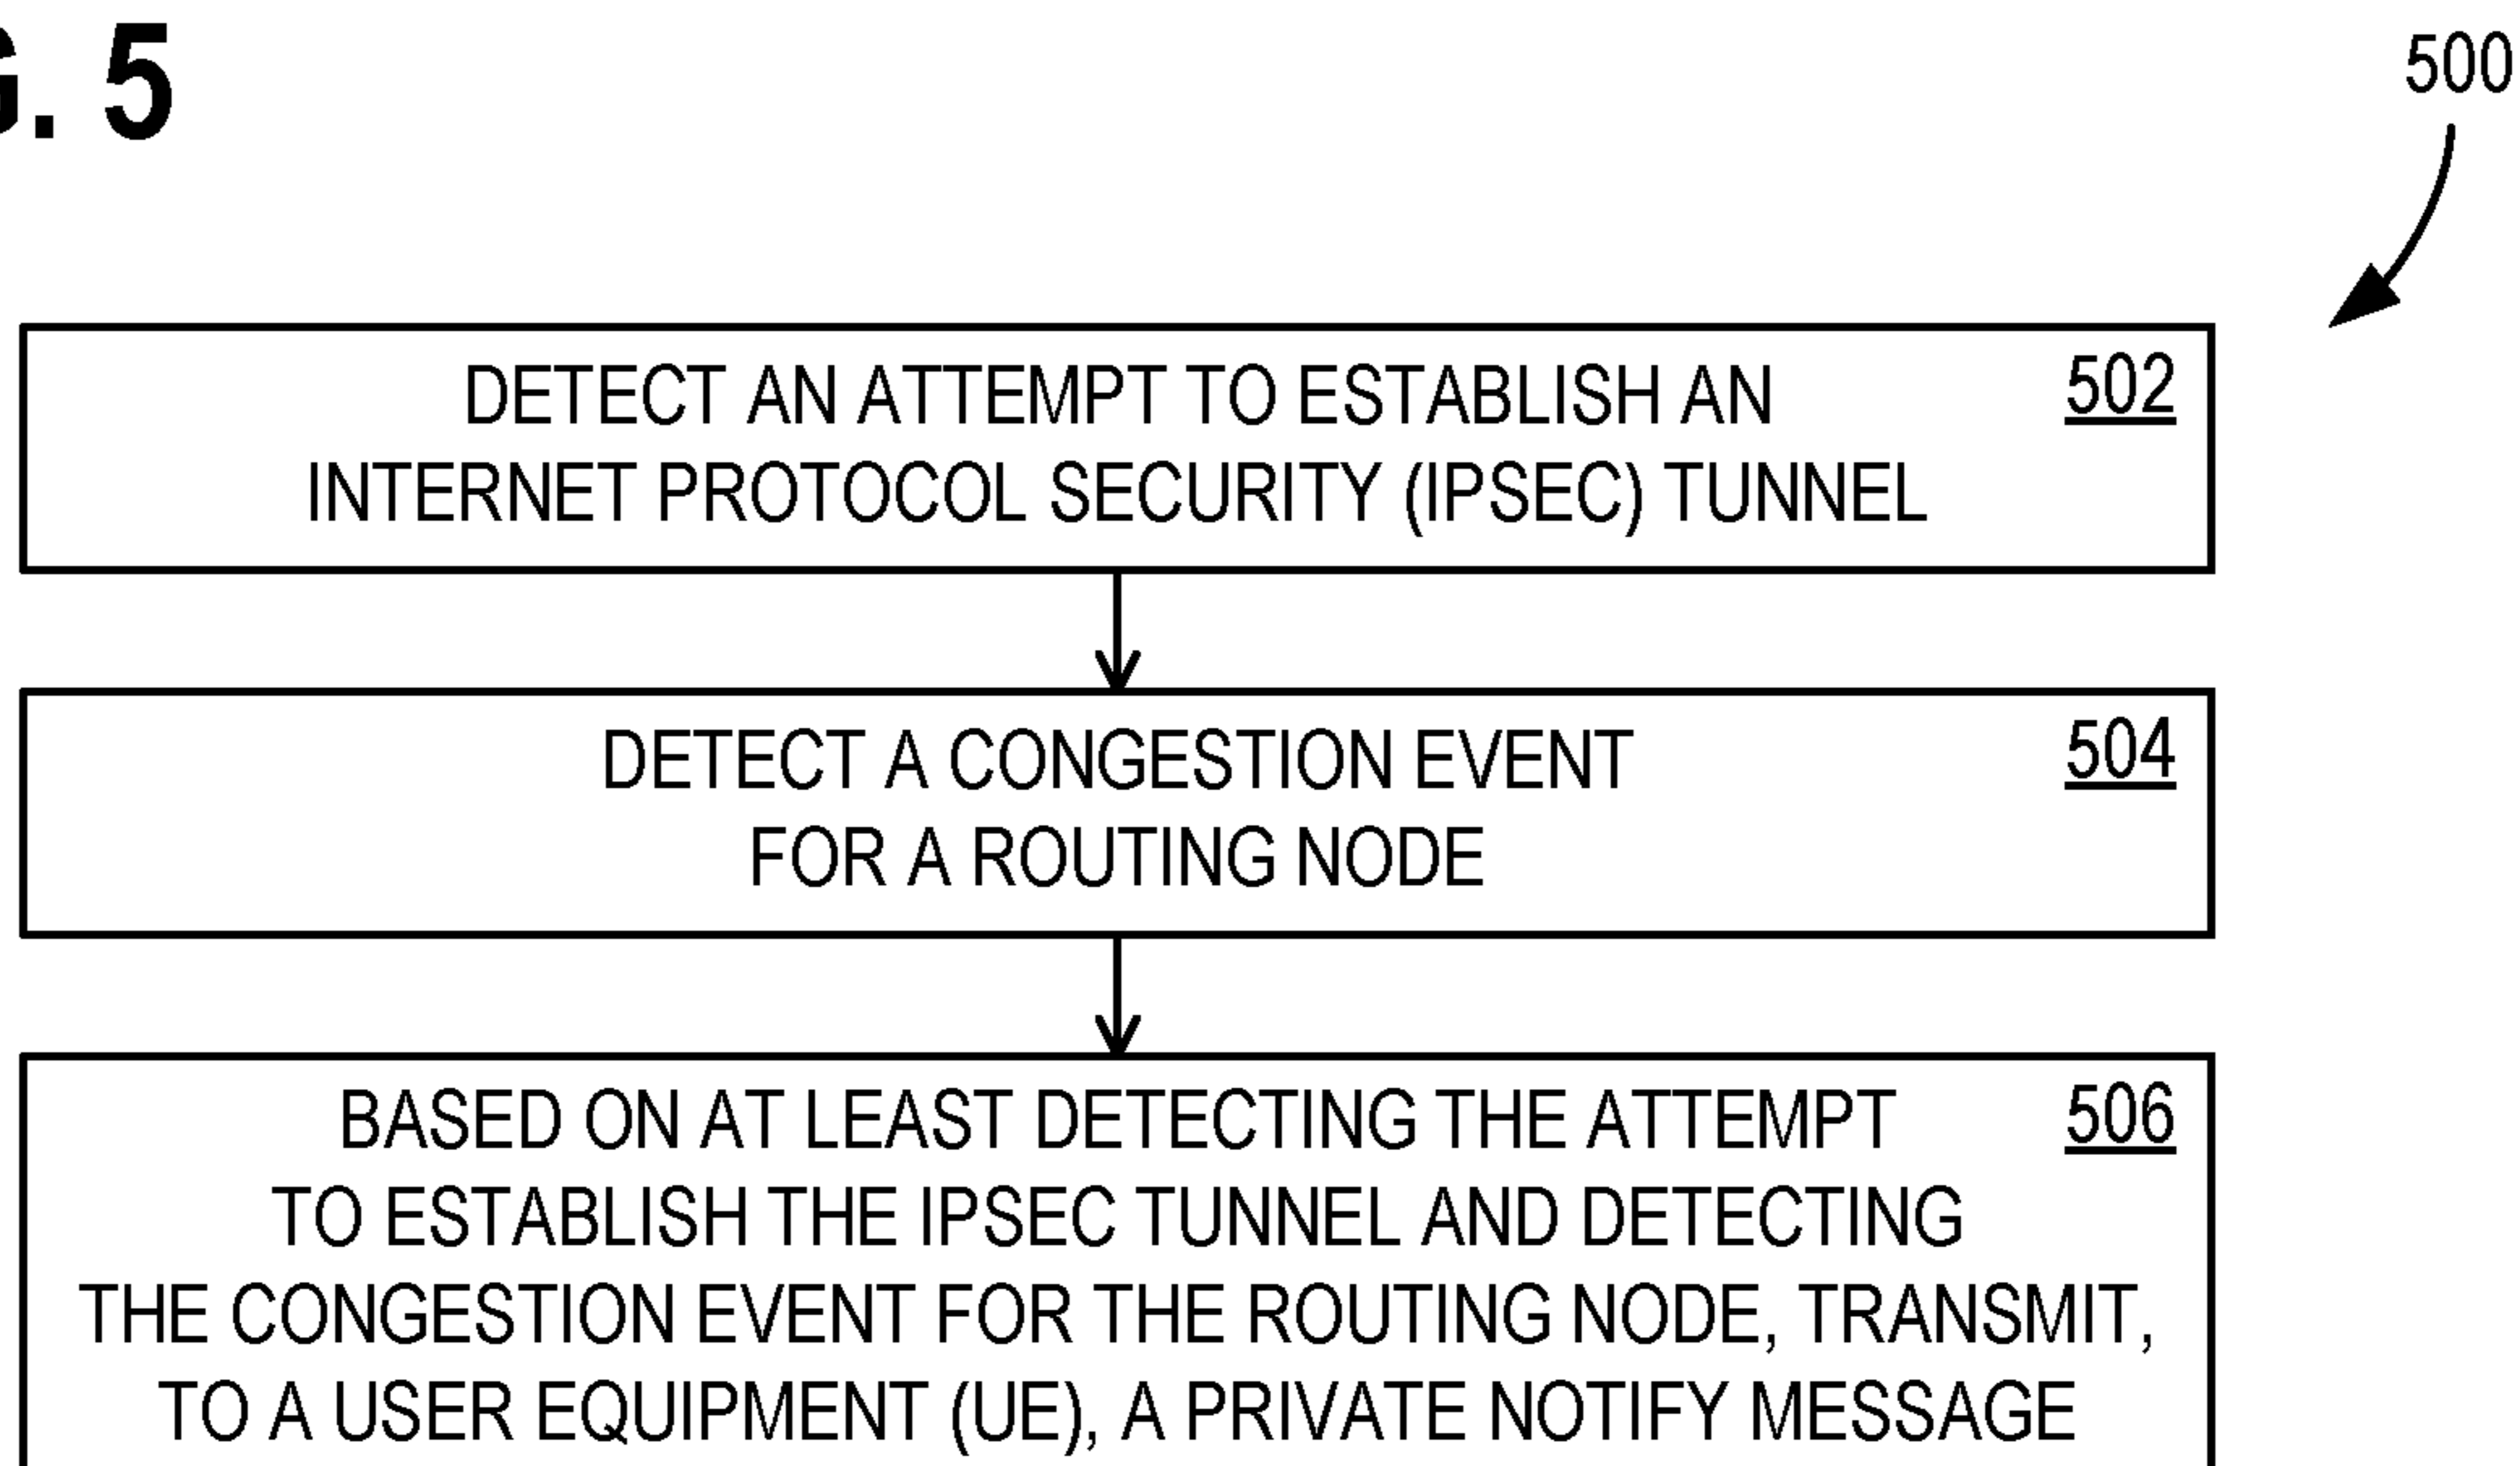 G. 5
500
DETECT AN ATTEMPT TO ESTABLISH AN
502
INTERNET PROTOCOL SECURITY (IPSEC) TUNNEL
DETECT A CONGESTION EVENT
504
FOR A ROUTING NODE
BASED ON AT LEAST DETECTING THE ATTEMPT
506
TO ESTABLISH THE IPSEC TUNNEL AND DETECTING
THE CONGESTION EVENT FOR THE ROUTING NODE, TRANSMIT,
TO A USER EQUIPMENT (UE), A PRIVATE NOTIFY MESSAGE